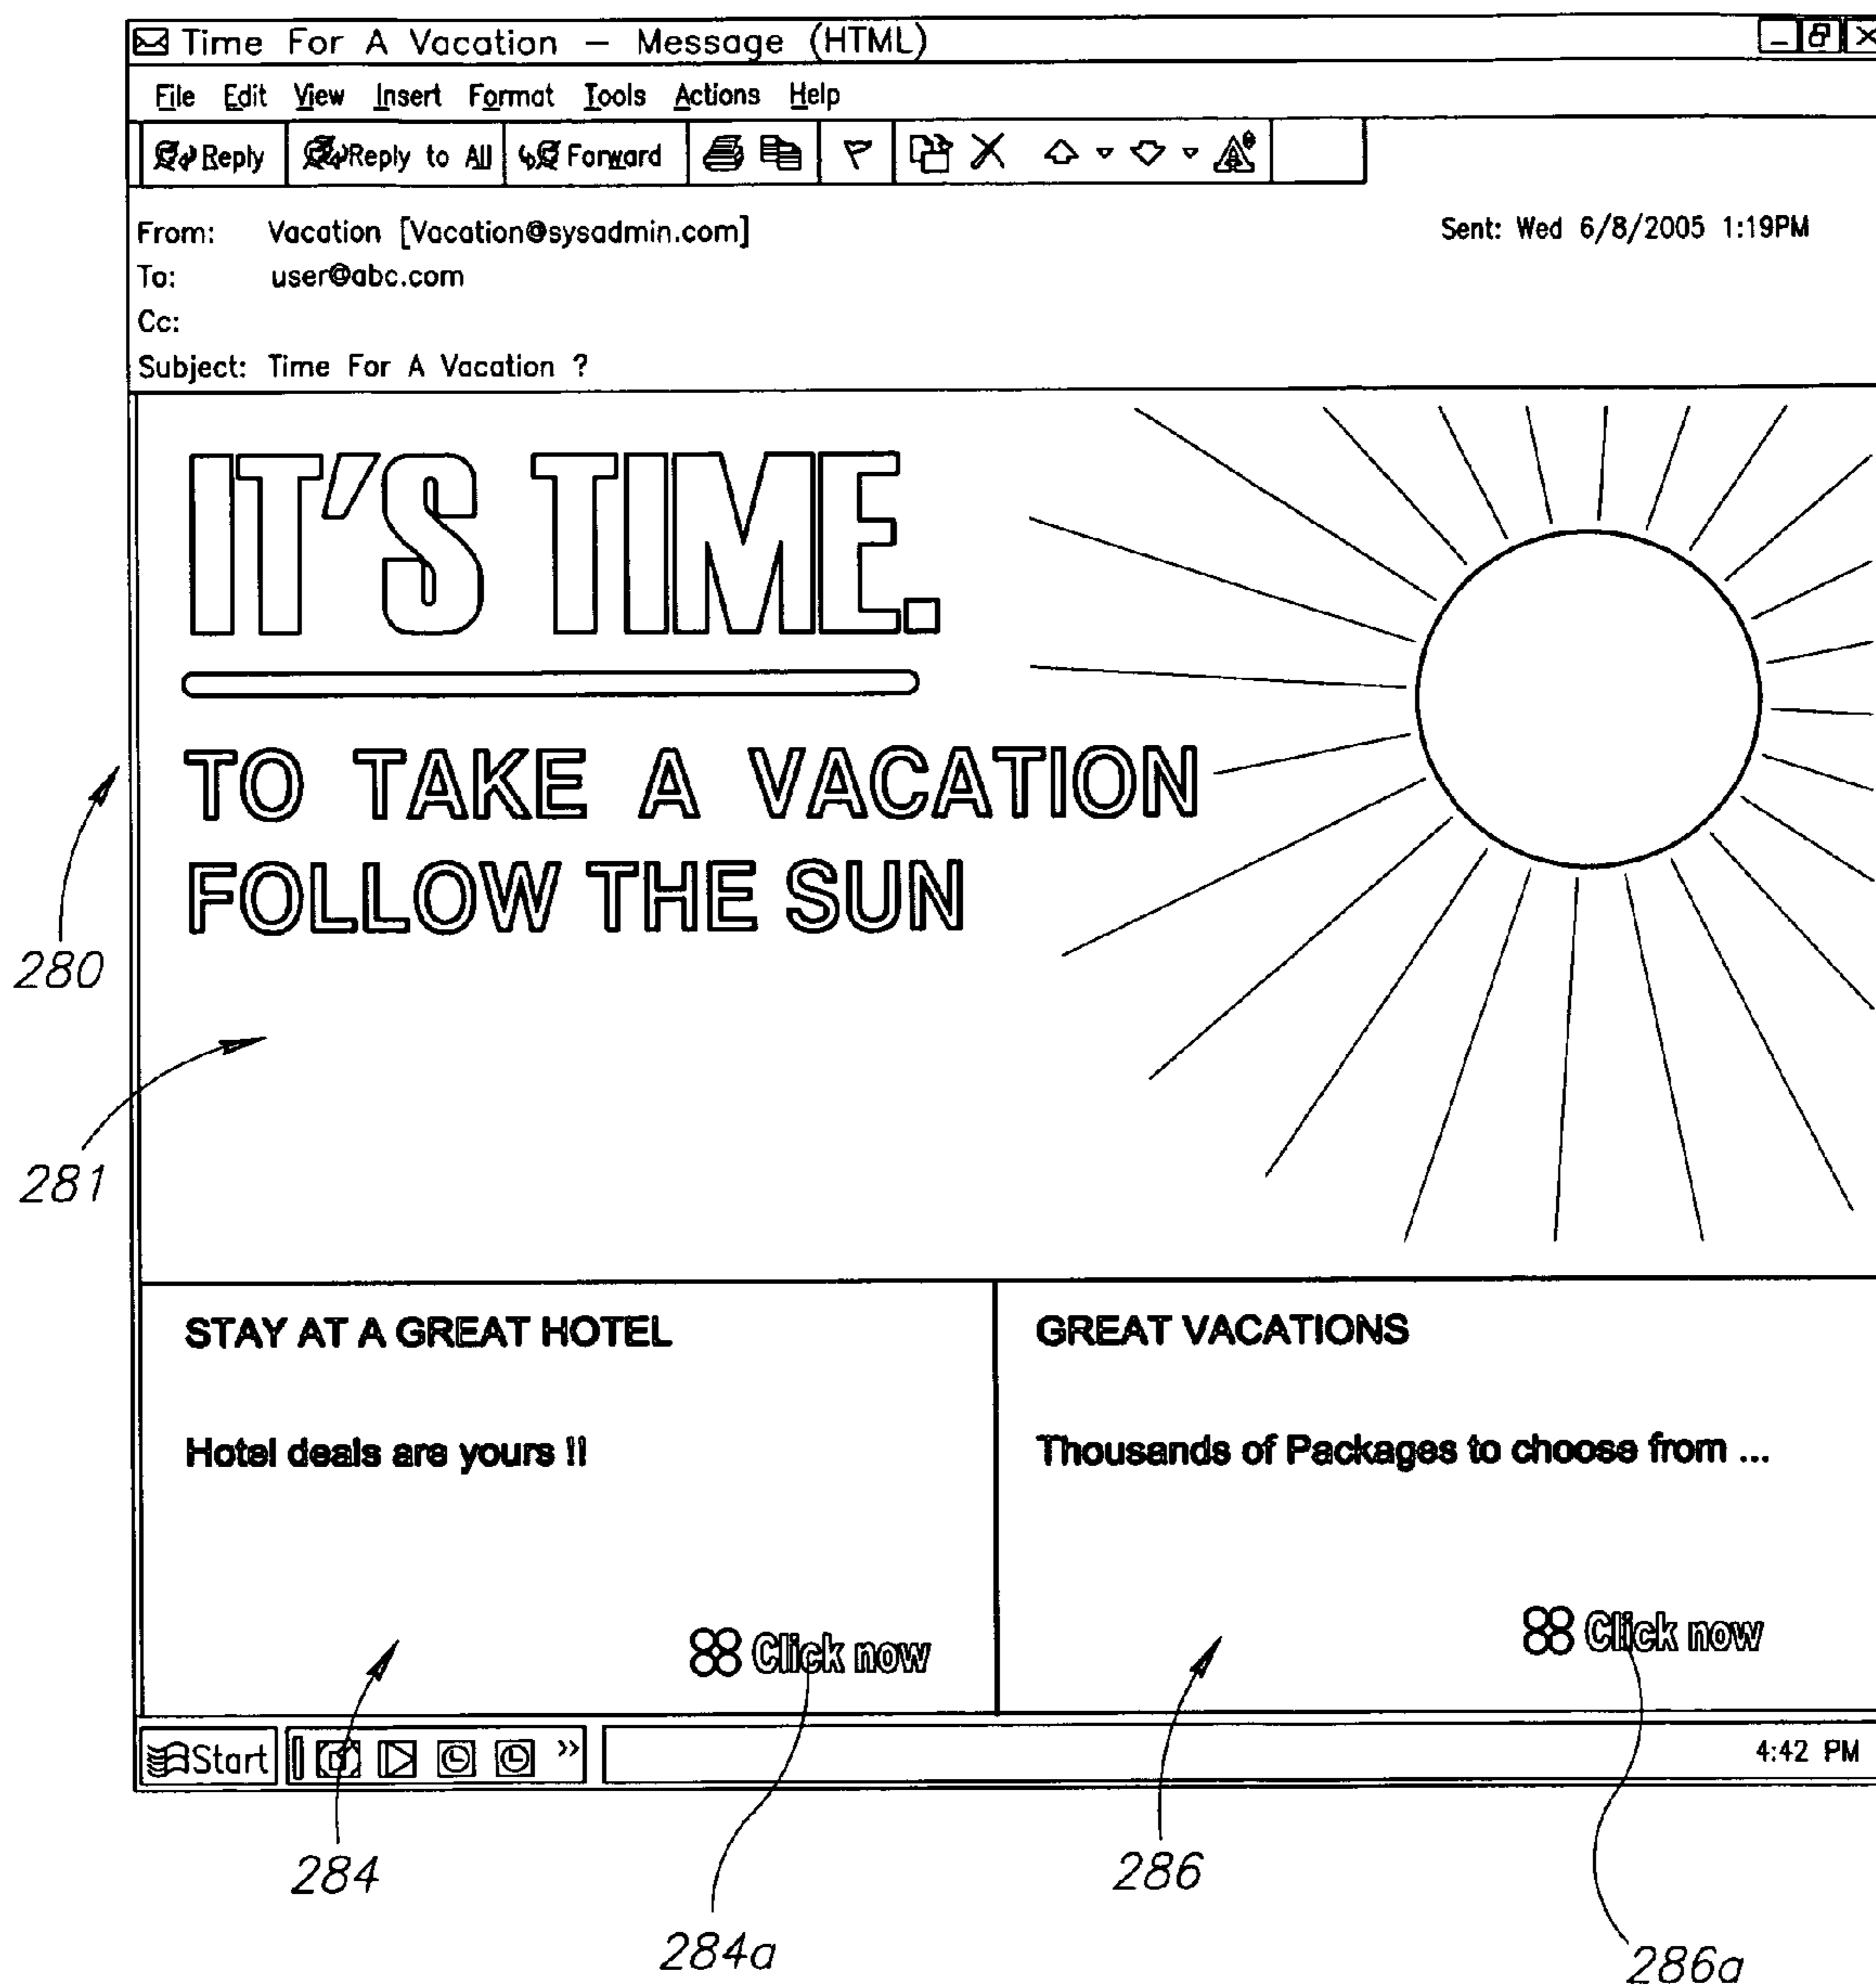 Time For A Vacation – Message (HTML)
File Edit View Insert Format Tools Actions Help
Reply Reply to All Forward
From: Vacation [Vacation@sysadmin.com] Sent: Wed 6/8/2005 1:19PM
To: user@abc.com
Cc:
Subject: Time For A Vacation ?
IT'S TIME.
TO TAKE A VACATION
FOLLOW THE SUN
280
281
STAY AT A GREAT HOTEL
Hotel deals are yours !!
Click now
GREAT VACATIONS
Thousands of Packages to choose from ...
Click now
Start >> 4:42 PM
284
286
284a
286a